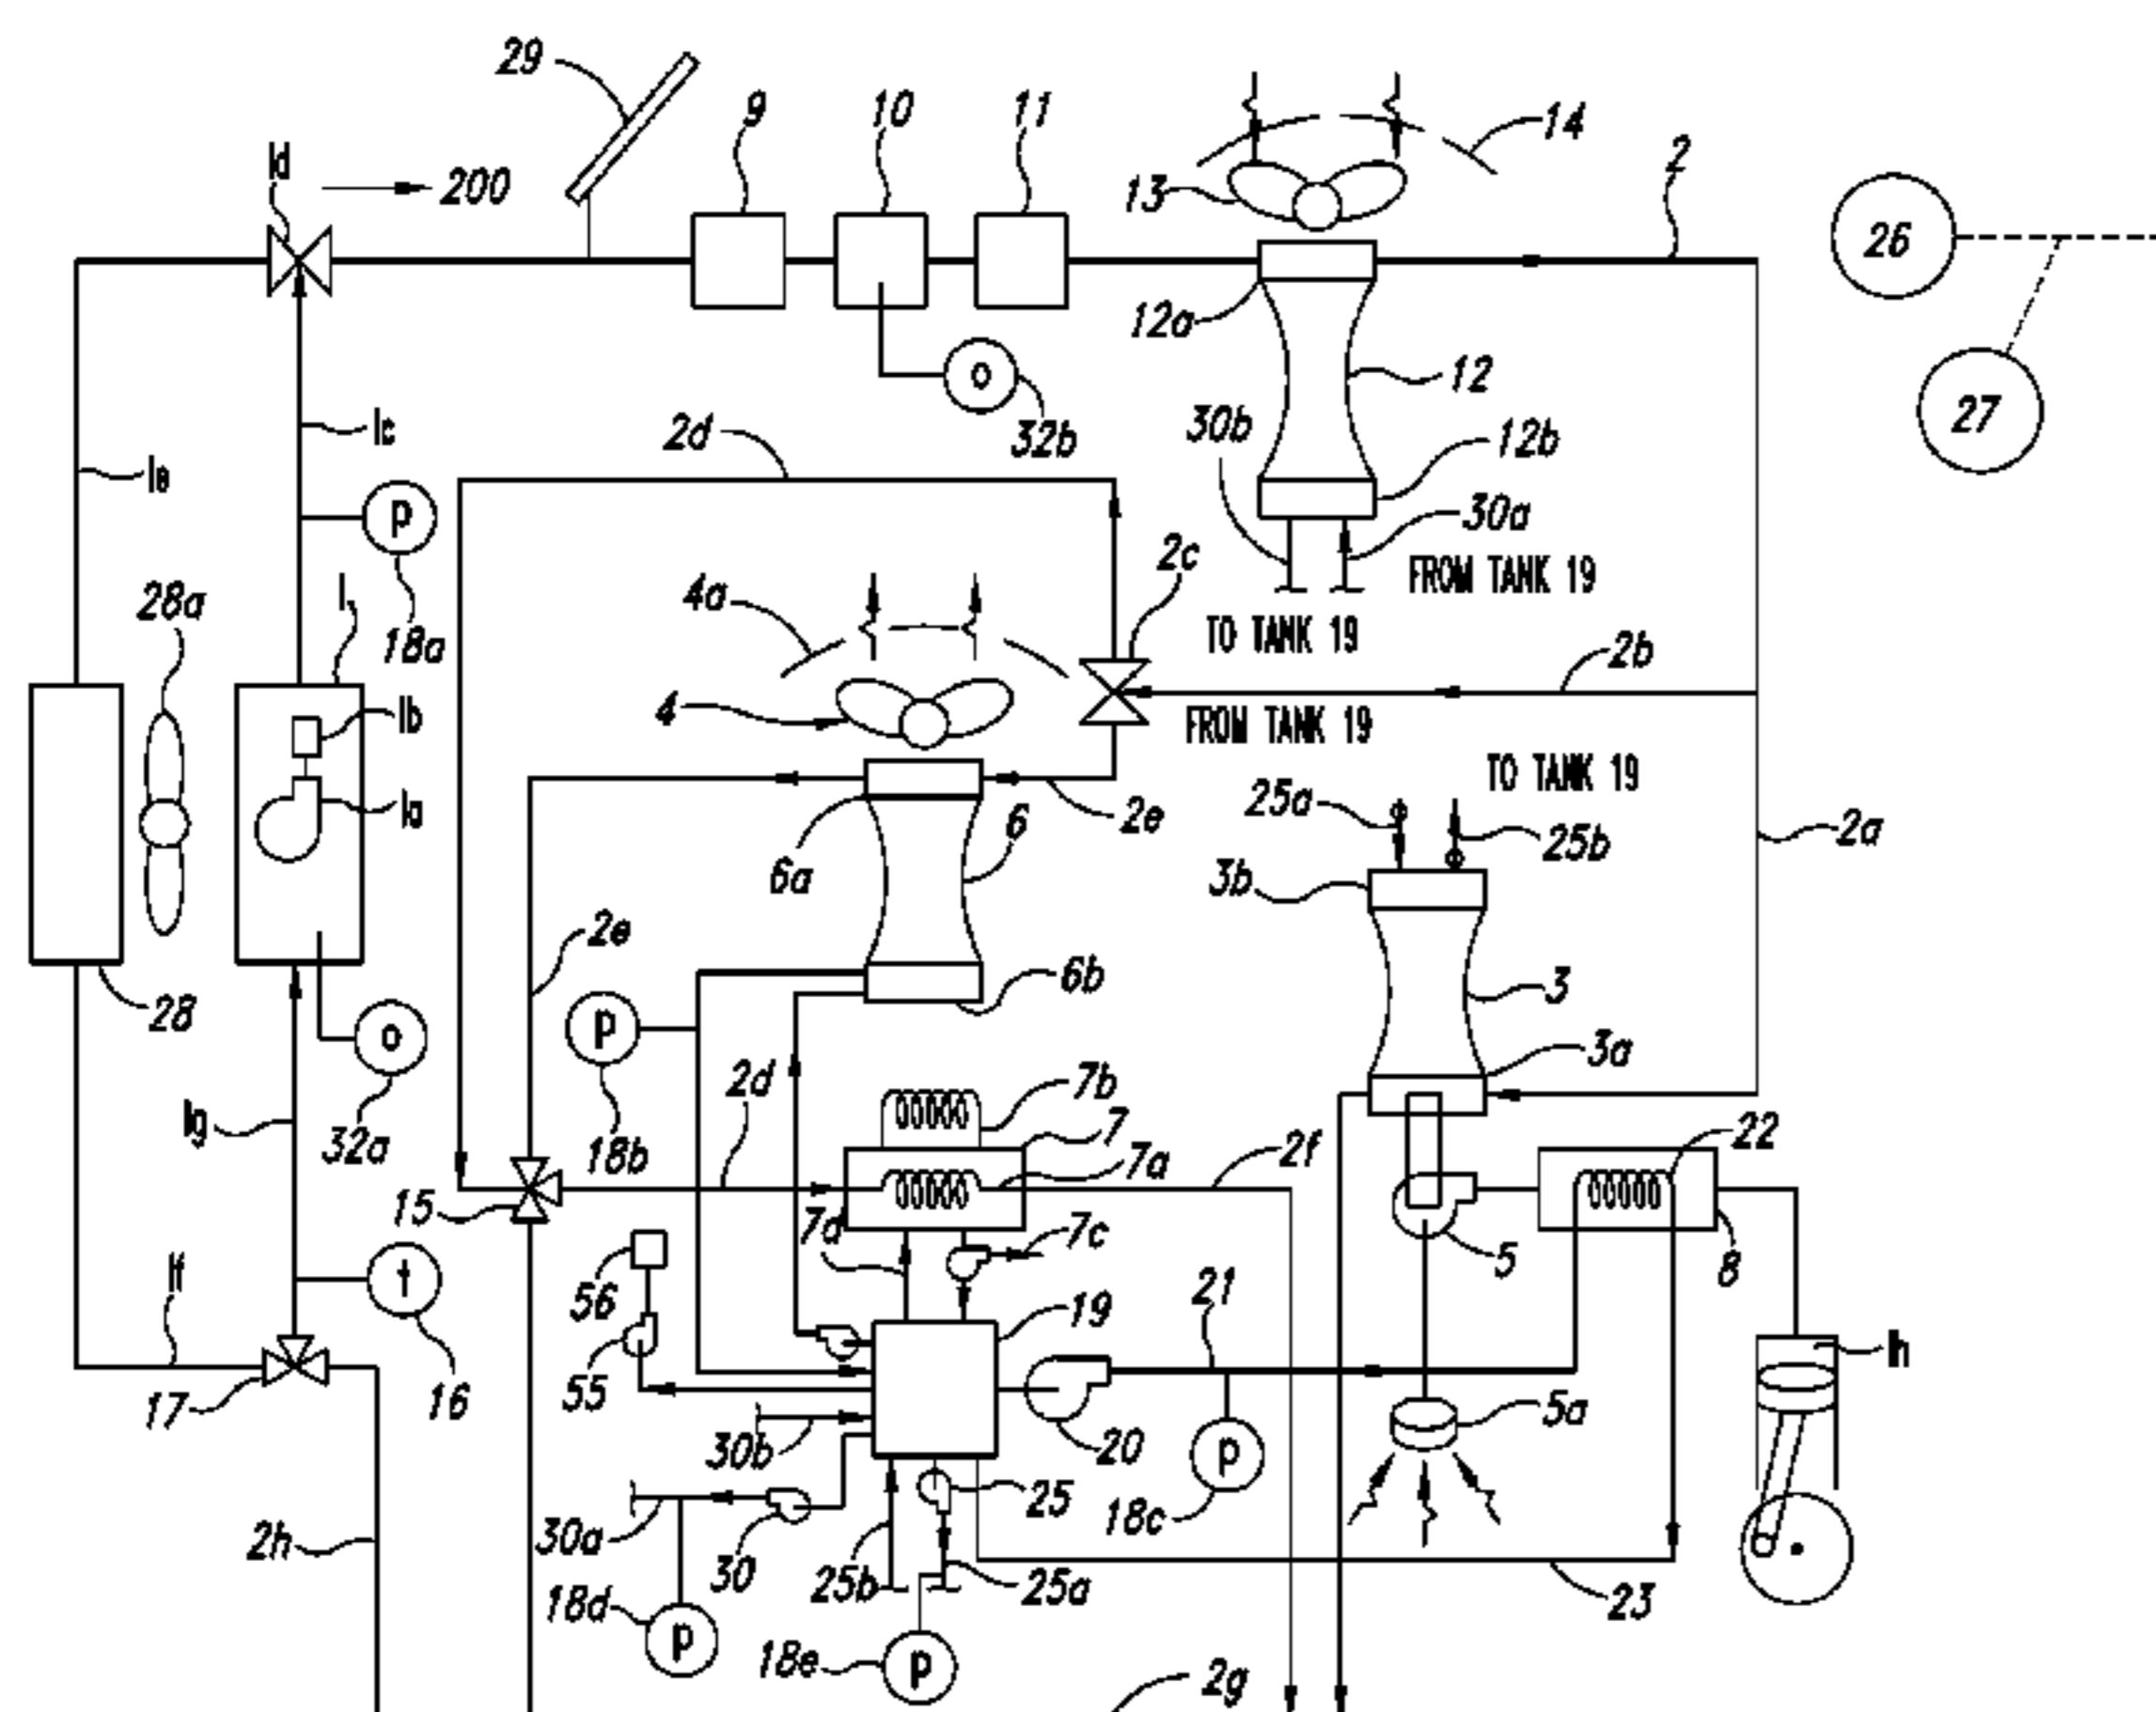 29
9
10
11
14
2
1d
200
13
26
12a
12
27
1c
2d
32b
30b
12b
1e
P
30a
2c
FROM TANK 19
28a
1
18a
4a
TO TANK 19
2b
1b
4
FROM TANK 19
TO TANK 19
1a
2e
25a
6
2a
25b
6a
3b
2e
28
P
6b
3
o
3a
2d
7b
1g
32a
18b
7
22
7a
2f
15
7d
7c
5
8
1f
t
56
21
19
1h
17
16
55
5a
30b
20
P
25
18c
2h
30a
30
25b
25a
23
18d
P
18e
P
2g
o